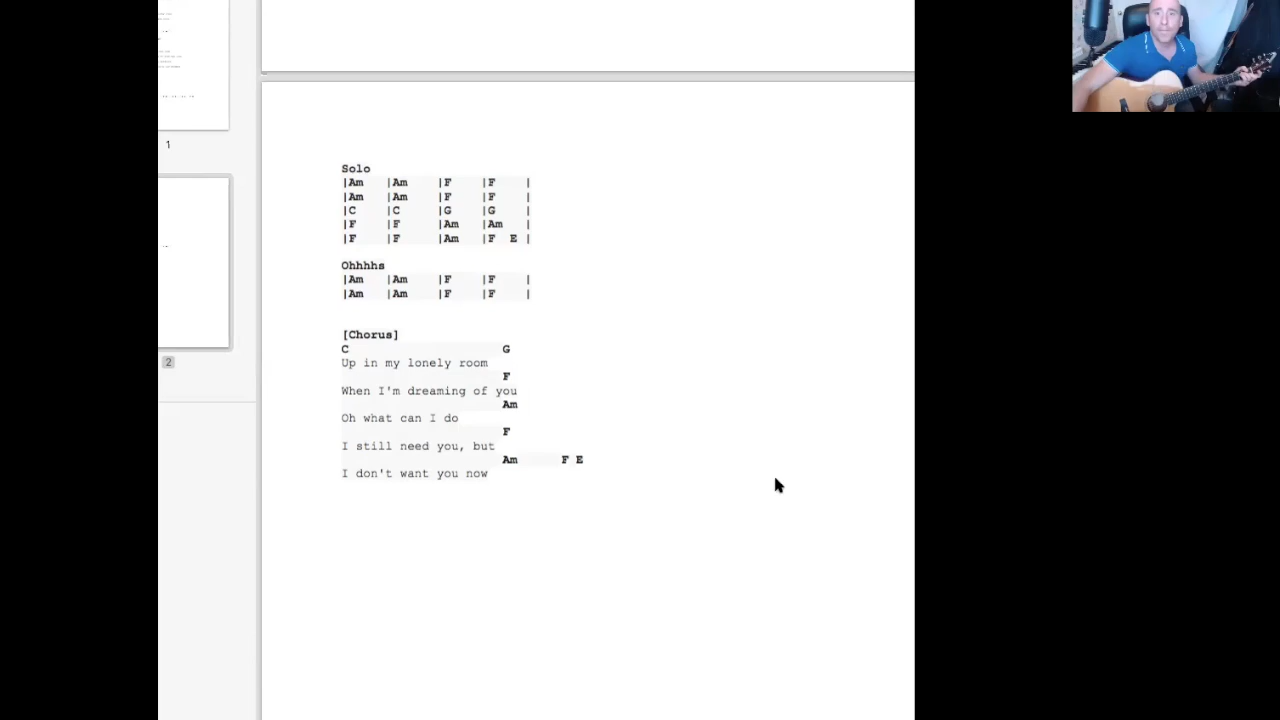 1
2
Solo
|Am |Am |F |F |
|Am |Am |F |F |
|C |C |G |G |
|F |F |Am |Am |
|F |F |Am |F E |
Ohhhhs
|Am |Am |F |F |
|Am |Am |F |F |
[Chorus]
C G
Up in my lonely room
F
When I'm dreaming of you
Am
Oh what can I do
F
I still need you, but
Am F E
I don't want you now